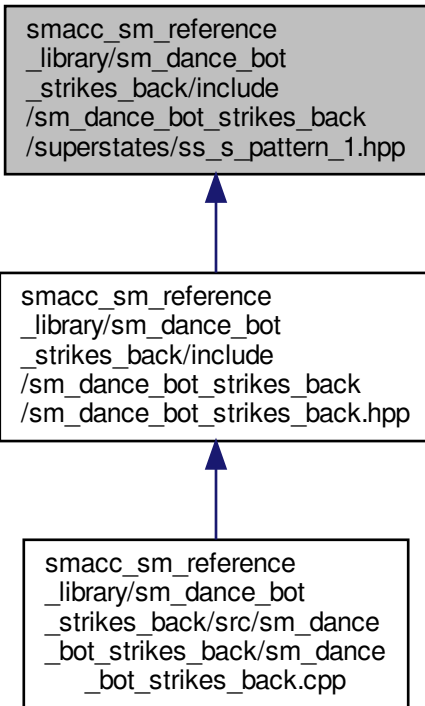 smacc_sm_reference
_library/sm_dance_bot
_strikes_back/include
/sm_dance_bot_strikes_back
/superstates/ss_s_pattern_1.hpp
smacc_sm_reference
_library/sm_dance_bot
_strikes_back/include
/sm_dance_bot_strikes_back
/sm_dance_bot_strikes_back.hpp
smacc_sm_reference
_library/sm_dance_bot
_strikes_back/src/sm_dance
_bot_strikes_back/sm_dance
_bot_strikes_back.cpp